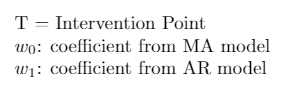 T = Intervention Point
w₀: coefficient from MA model
w₁: coefficient from AR model